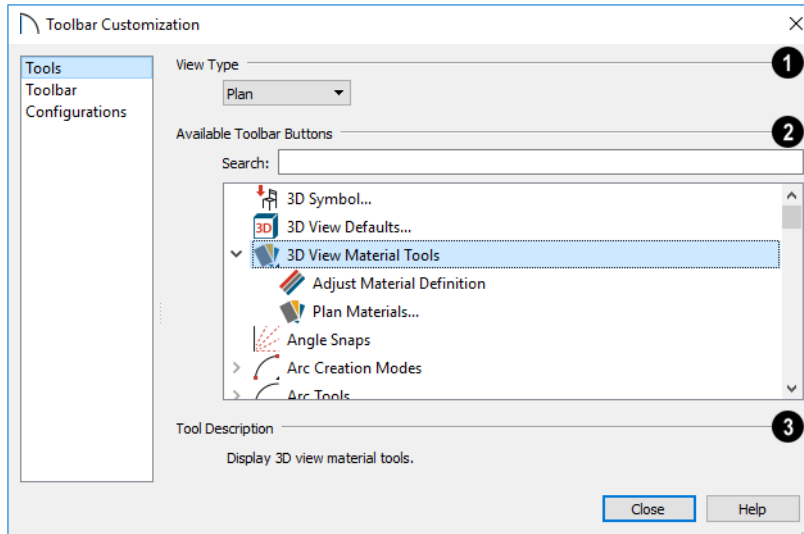 Toolbar Customization
Tools
Toolbar
Configurations
View Type
1
Plan
Available Toolbar Buttons
2
Search:
3D Symbol...
3D
3D View Defaults...
3D View Material Tools
Adjust Material Definition
Plan Materials...
Angle Snaps
Arc Creation Modes
Arc Tools
Tool Description
3
Display 3D view material tools.
Close
Help